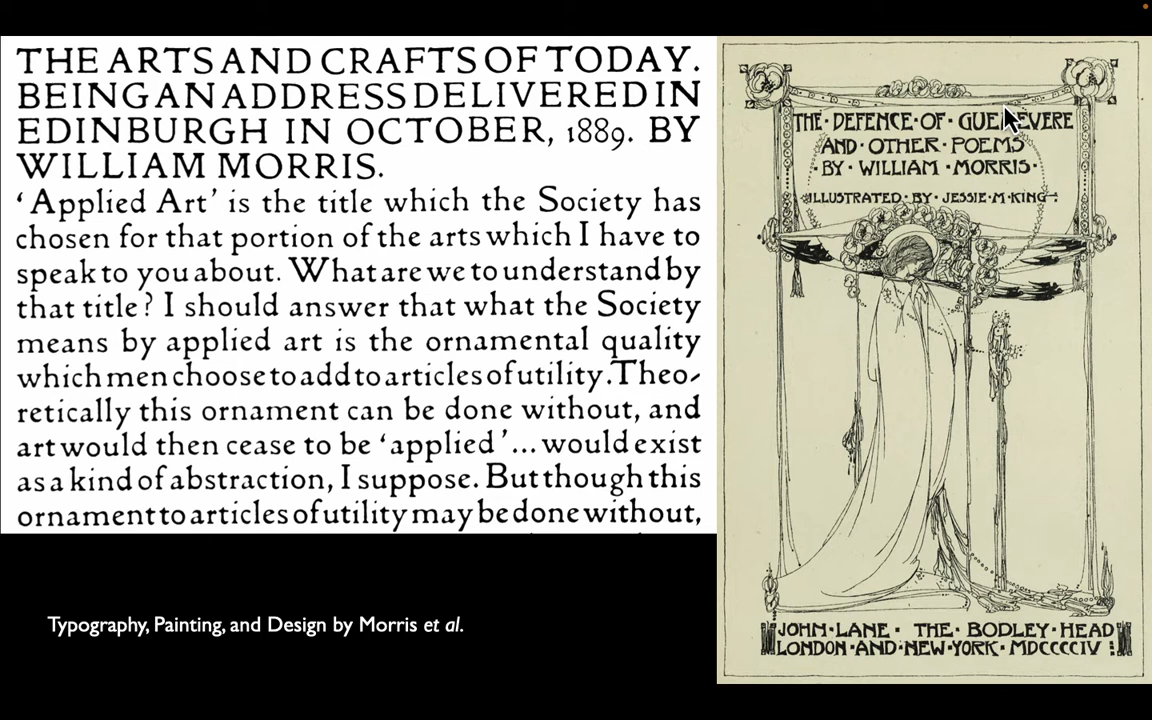 THE ARTS AND CRAFTS OF TODAY.
BEING AN ADDRESS DELIVERED IN
EDINBURGH IN OCTOBER, 1889. BY
WILLIAM MORRIS.
‘Applied Art’ is the title which the Society has
chosen for that portion of the arts which I have to
speak to you about. What are we to understand by
that title? I should answer that what the Society
means by applied art is the ornamental quality
which men choose to add to articles of utility. Theo-
retically this ornament can be done without, and
art would then cease to be ‘applied’... would exist
as a kind of abstraction, I suppose. But though this
ornament to articles of utility may be done without,
Typography, Painting, and Design by Morris et al.
THE·DEFENCE·OF·GUENEVERE
AND·OTHER·POEMS
·BY·WILLIAM·MORRIS·
·ILLUSTRATED·BY·JESSIE·M·KING·
JOHN·LANE· THE·BODLEY·HEAD
LONDON·AND·NEW·YORK·MDCCCCIV